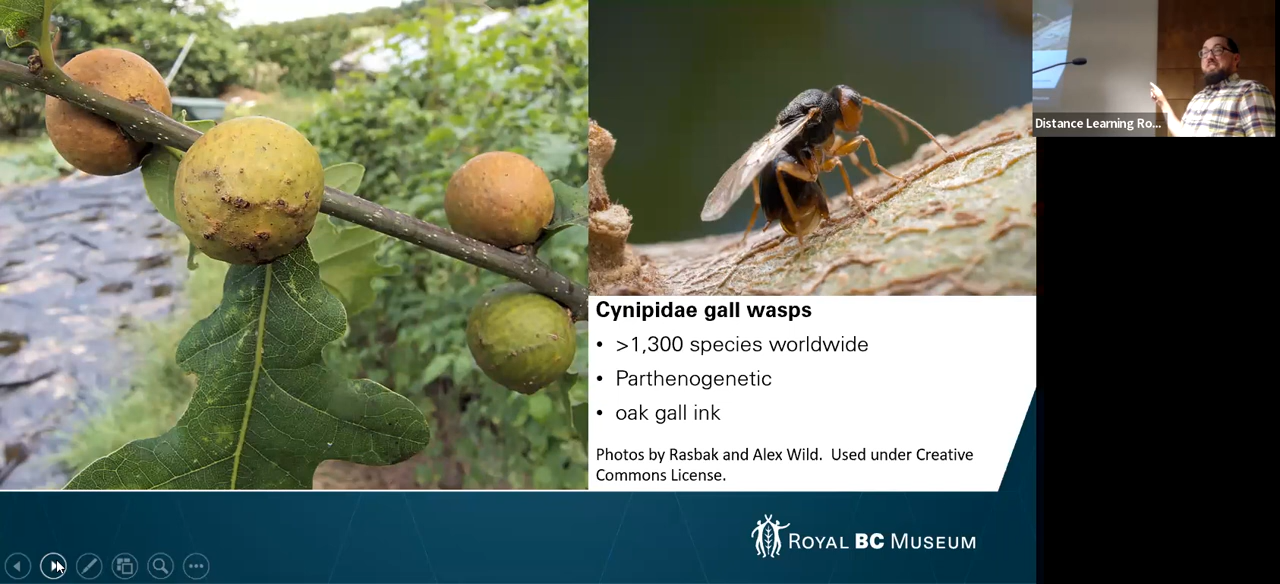 Distance Learning Ro...
Cynipidae gall wasps
• >1,300 species worldwide
• Parthenogenetic
• oak gall ink
Photos by Rasbak and Alex Wild.  Used under Creative
Commons License.
ROYAL BC MUSEUM